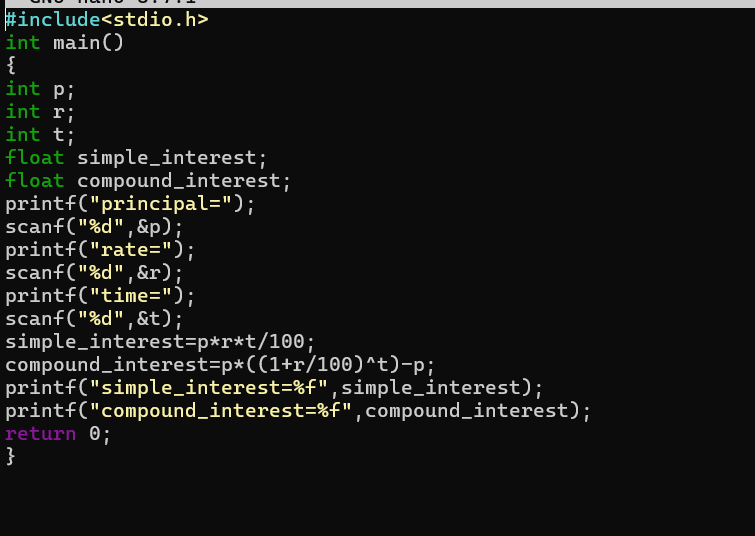 #include<stdio.h>
int main()
{
int p;
int r;
int t;
float simple_interest;
float compound_interest;
printf("principal=");
scanf("%d",&p);
printf("rate=");
scanf("%d",&r);
printf("time=");
scanf("%d",&t);
simple_interest=p*r*t/100;
compound_interest=p*((1+r/100)^t)-p;
printf("simple_interest=%f",simple_interest);
printf("compound_interest=%f",compound_interest);
return 0;
}